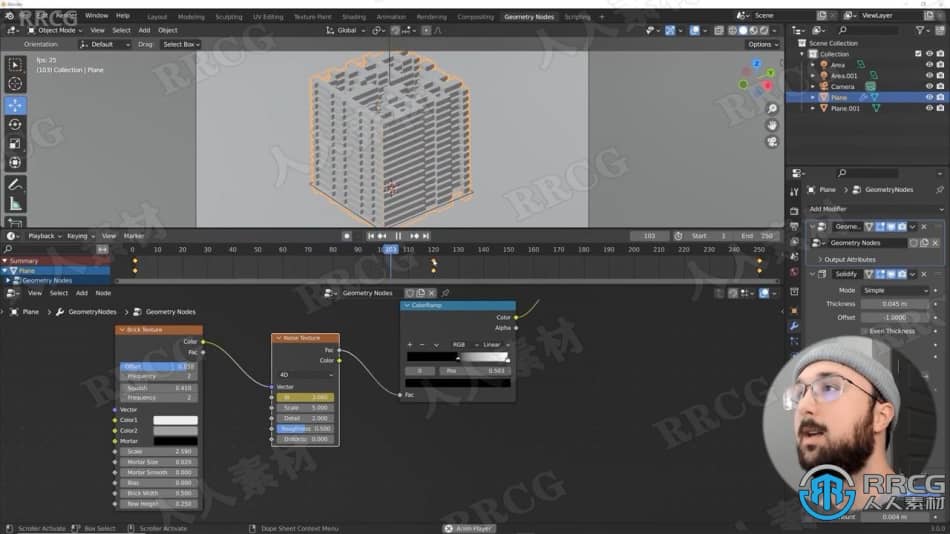 Blender
Window Help Layout Modeling Sculpting UV Editing Texture Paint Shading Animation Rendering Compositing Geometry Nodes Scripting + Scene ViewLayer
Object Mode View Select Add Object Global Options
Orientation: Default Drag: Select Box
fps: 25
(103) Collection | Plane
Z
Y
X
Scene Collection
Collection
Area
Area.001
Camera
Plane
Plane.001
Plane GeometryNodes
Add Modifier
Geome..
Geometry Nodes
Output Attributes
Solidify
Mode Simple
Thickness 0.045 m
Offset -1.0000
Even Thickness
0.004 m
Playback Keying View Marker 103 Start 1 End 250
0 10 20 30 40 50 60 70 80 90 103 110 120 130 140 150 160 170 180 190 200 210 220 230 240 250
Summary
Plane
Geometry Nodes
View Select Add Node Geometry Nodes
Plane GeometryNodes Geometry Nodes
Brick Texture
Color
Fac
Offset
Frequency 2
Squash 0.410
Frequency 2
Vector
Color1
Color2
Mortar
Scale 2.590
Mortar Size 0.020
Mortar Smooth 0.000
Bias 0.000
Brick Width 0.500
Row Height 0.250
Noise Texture
Fac
Color
4D
Vector
W
Scale 5.000
Detail 2.000
Roughness 0.500
Distortion 0.000
ColorRamp
Color
Alpha
RGB Linear
0 Pos 0.503
Fac
Scroller Activate Box Select Scroller Activate Dope Sheet Context Menu Anim Player 3.0.0
RRCG
人人素材